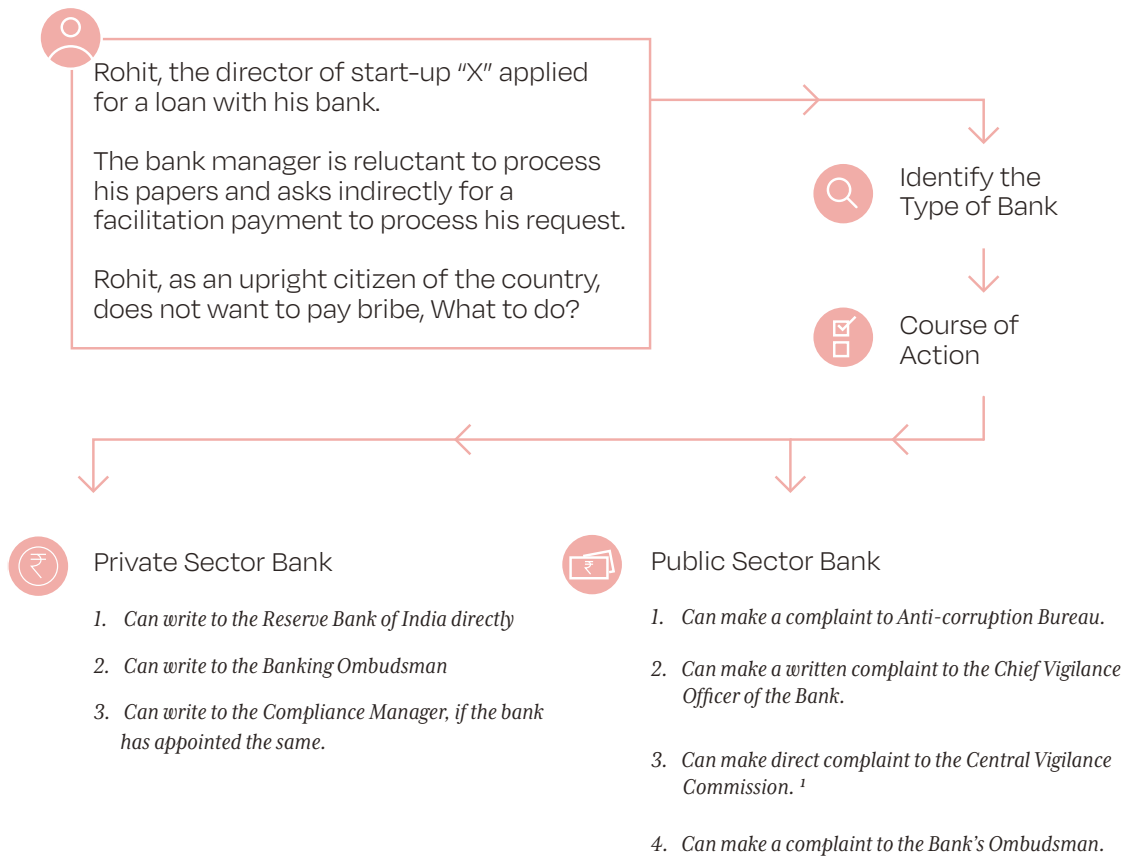 Rohit, the director of start-up “X” applied
for a loan with his bank.
The bank manager is reluctant to process
his papers and asks indirectly for a
facilitation payment to process his request.
Rohit, as an upright citizen of the country,
does not want to pay bribe, What to do?
Identify the
Type of Bank
Course of
Action
₹
Private Sector Bank
1. Can write to the Reserve Bank of India directly
2. Can write to the Banking Ombudsman
3. Can write to the Compliance Manager, if the bank
has appointed the same.
₹
Public Sector Bank
1. Can make a complaint to Anti-corruption Bureau.
2. Can make a written complaint to the Chief Vigilance
Officer of the Bank.
3. Can make direct complaint to the Central Vigilance
Commission. ¹
4. Can make a complaint to the Bank’s Ombudsman.